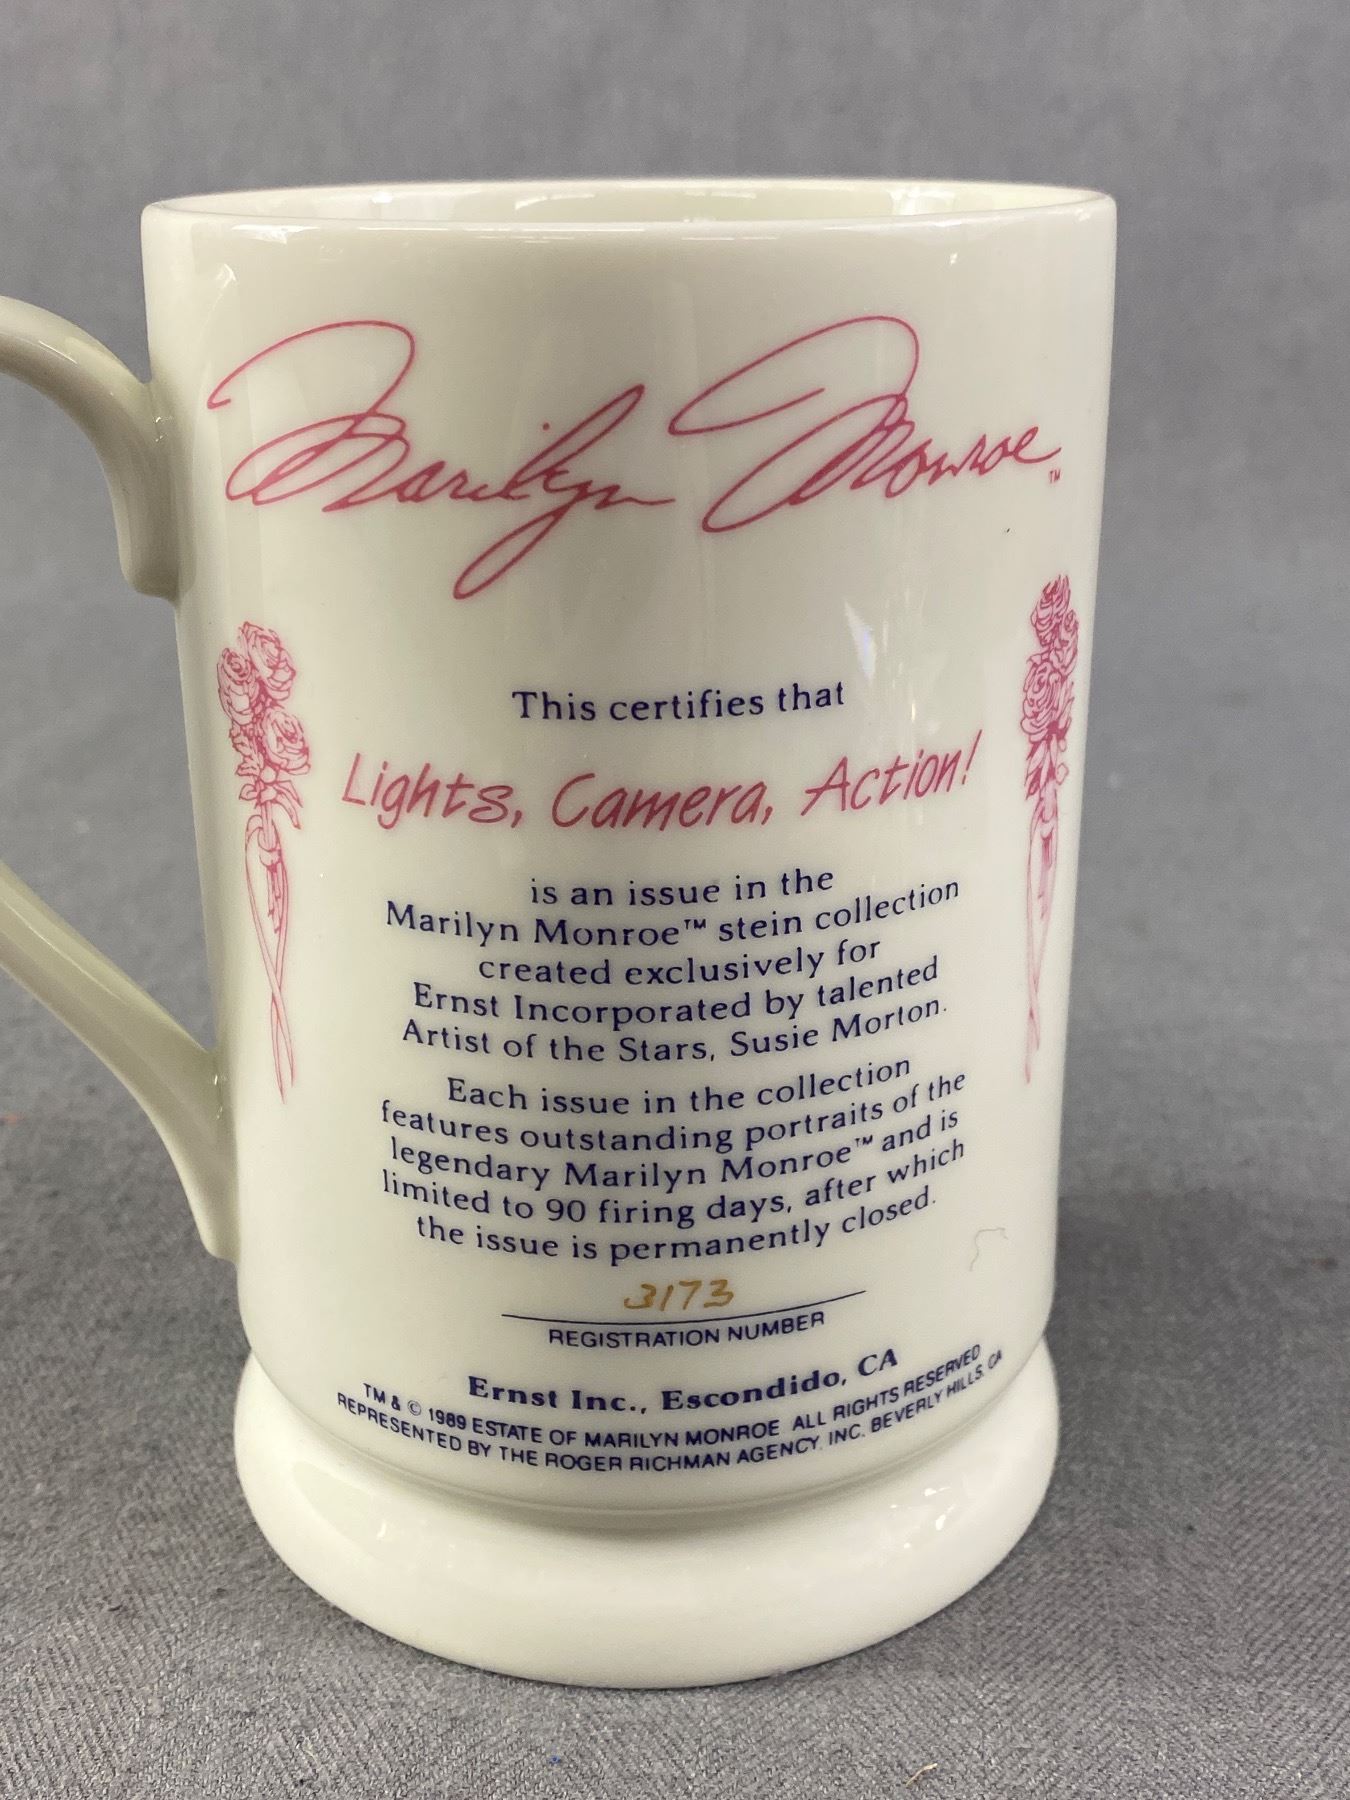 Marilyn Monroe™
This certifies that
Lights, Camera, Action!
is an issue in the
Marilyn Monroe™ stein collection
created exclusively for
Ernst Incorporated by talented
Artist of the Stars, Susie Morton.
Each issue in the collection
features outstanding portraits of the
legendary Marilyn Monroe™ and is
limited to 90 firing days, after which
the issue is permanently closed.
3173
REGISTRATION NUMBER
Ernst Inc., Escondido, CA
TM & © 1989 ESTATE OF MARILYN MONROE ALL RIGHTS RESERVED
REPRESENTED BY THE ROGER RICHMAN AGENCY, INC. BEVERLY HILLS, CA